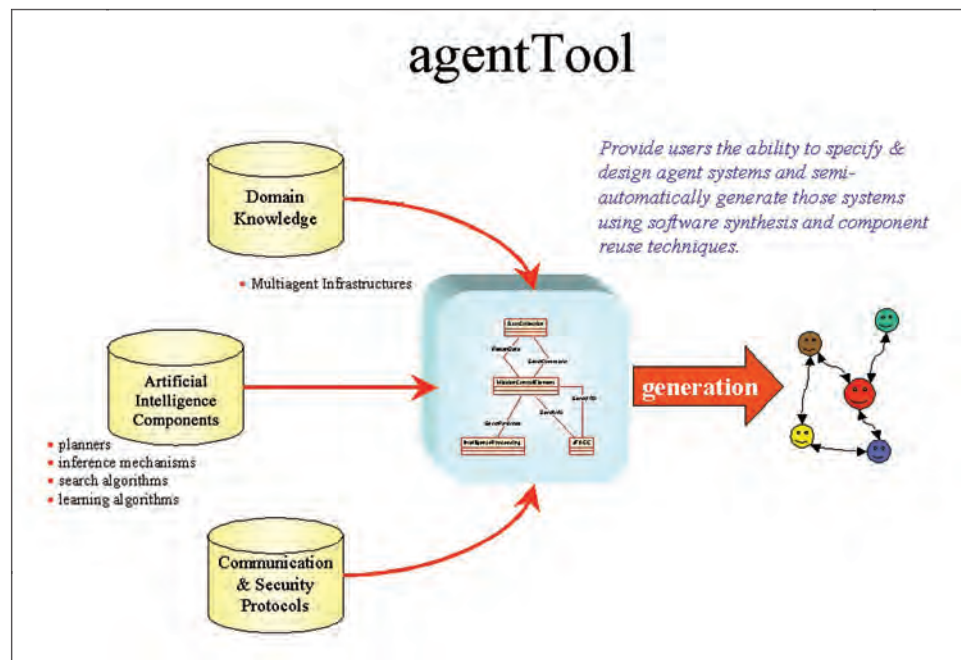 agentTool
Provide users the ability to specify &
design agent systems and semi-
automatically generate those systems
using software synthesis and component
reuse techniques.
Domain
Knowledge
• Multiagent Infrastructures
Artificial
Intelligence
Components
• planners
• inference mechanisms
• search algorithms
• learning algorithms
generation
Communication
& Security
Protocols